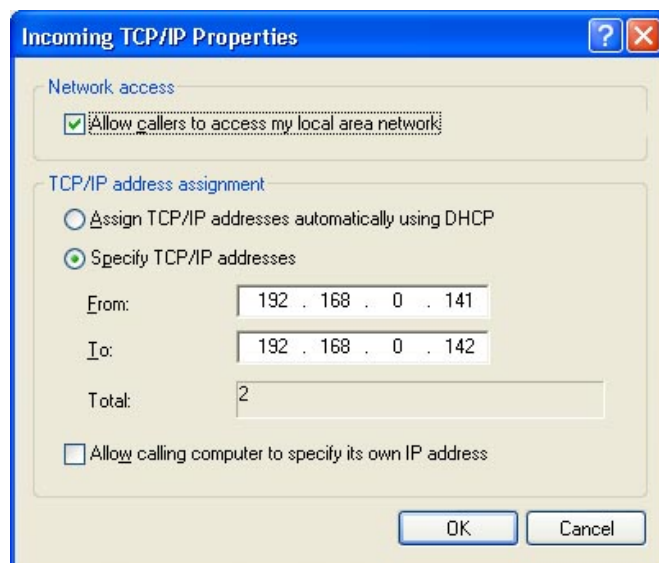 Incoming TCP/IP Properties
Network access
Allow callers to access my local area network
TCP/IP address assignment
Assign TCP/IP addresses automatically using DHCP
Specify TCP/IP addresses
From: 192 . 168 . 0 . 141
To: 192 . 168 . 0 . 142
Total: 2
Allow calling computer to specify its own IP address
OK Cancel